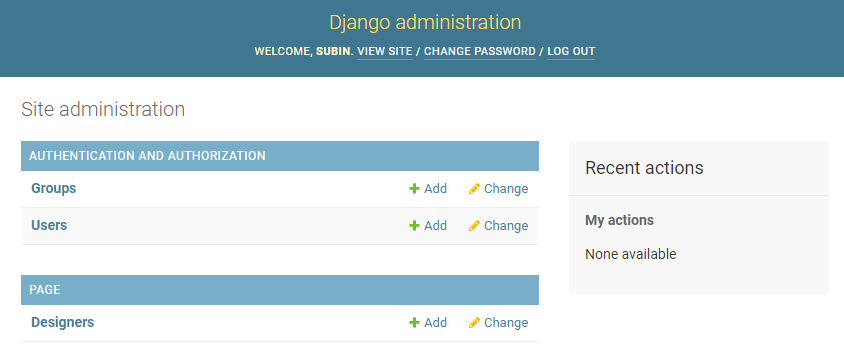 Django administration
WELCOME, SUBIN. VIEW SITE / CHANGE PASSWORD / LOG OUT
Site administration
AUTHENTICATION AND AUTHORIZATION
Groups Add Change
Users Add Change
PAGE
Designers Add Change
Recent actions
My actions
None available